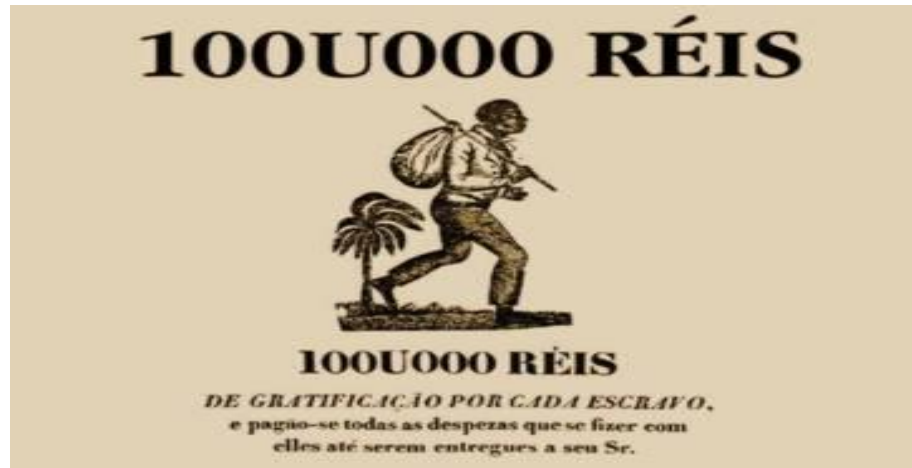 100U000 RÉIS
100U000 RÉIS
DE GRATIFICAÇÃO POR CADA ESCRAVO,
e pagão-se todas as despezas que se fizer com
elles até serem entregues a seu Sr.